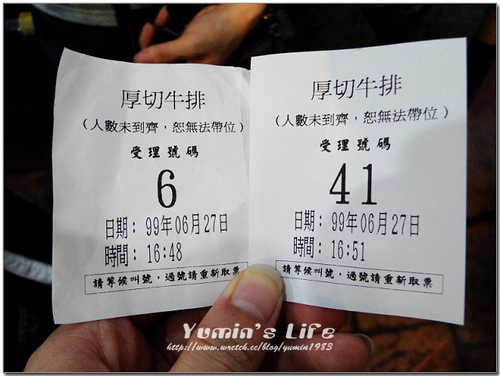 厚切牛排
(人數未到齊,恕無法帶位)
受理號碼
6
日期: 99年06月27日
時間: 16:48
請等候叫號,過號請重新取票
厚切牛排
(人數未到齊,恕無法帶位)
受理號碼
41
日期: 99年06月27日
時間: 16:51
請等候叫號,過號請重新取票
Yumin's Life
http://www.wretch.cc/blog/yumin1983